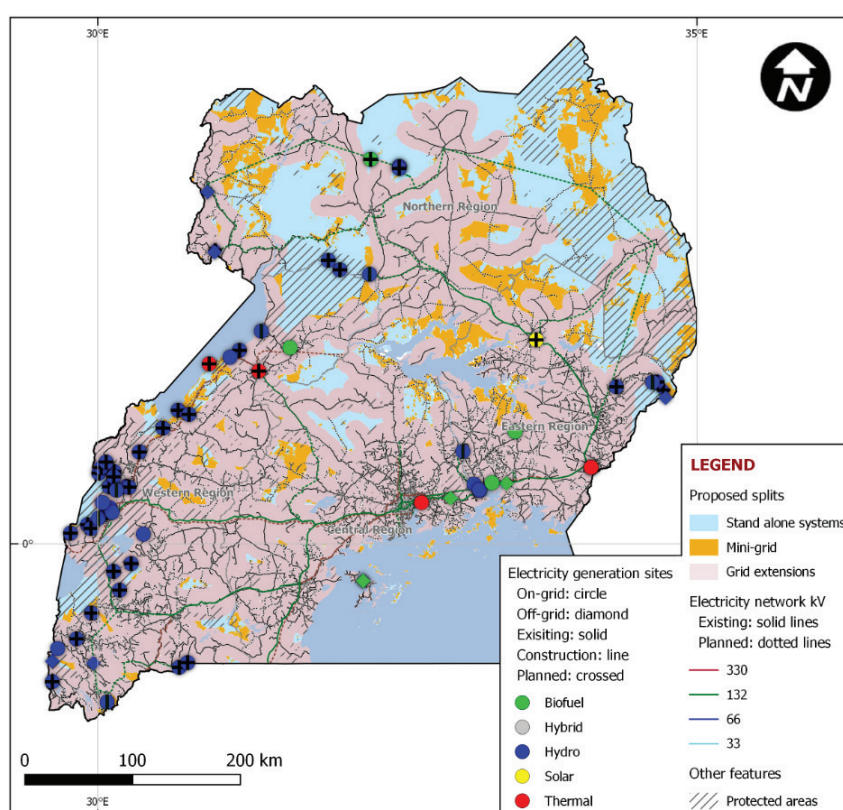 30°
35°
N
Northern Region
Eastern Region
Western Region
Central Region
0°
0 100 200 km
30°
LEGEND
Proposed splits
Stand alone systems
Mini-grid
Grid extensions
Electricity generation sites
On-grid: circle
Off-grid: diamond
Exisiting: solid
Construction: line
Planned: crossed
Biofuel
Hybrid
Hydro
Solar
Thermal
Electricity network kV
Existing: solid lines
Planned: dotted lines
330
132
66
33
Other features
Protected areas